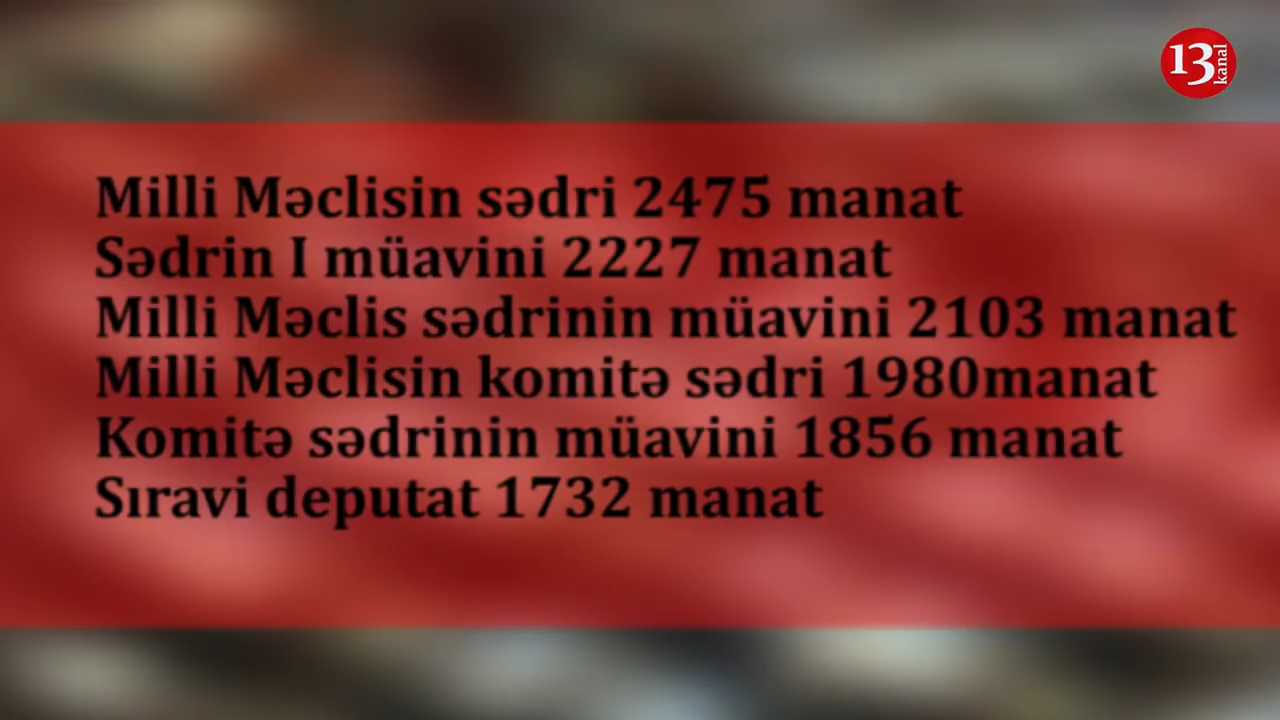 13 kanal
Milli Məclisin sədri 2475 manat
Sədrin I müavini 2227 manat
Milli Məclis sədrinin müavini 2103 manat
Milli Məclisin komitə sədri 1980manat
Komitə sədrinin müavini 1856 manat
Sıravi deputat 1732 manat